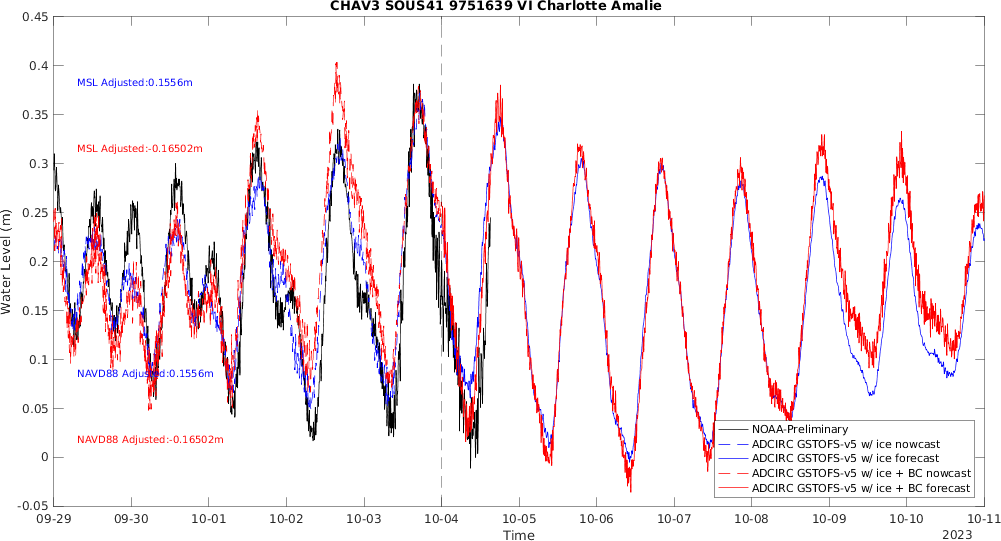 CHAV3 SOUS41 9751639 VI Charlotte Amalie
0.45
0.4
0.35
0.3
0.25
0.2
0.15
0.1
0.05
0
-0.05
Water Level (m)
MSL Adjusted:0.1556m
MSL Adjusted:-0.16502m
NAVD88 Adjusted:0.1556m
NAVD88 Adjusted:-0.16502m
NOAA-Preliminary
ADCIRC GSTOFS-v5 w/ ice nowcast
ADCIRC GSTOFS-v5 w/ ice forecast
ADCIRC GSTOFS-v5 w/ ice + BC nowcast
ADCIRC GSTOFS-v5 w/ ice + BC forecast
09-29 09-30 10-01 10-02 10-03 10-04 10-05 10-06 10-07 10-08 10-09 10-10 10-11
Time
2023